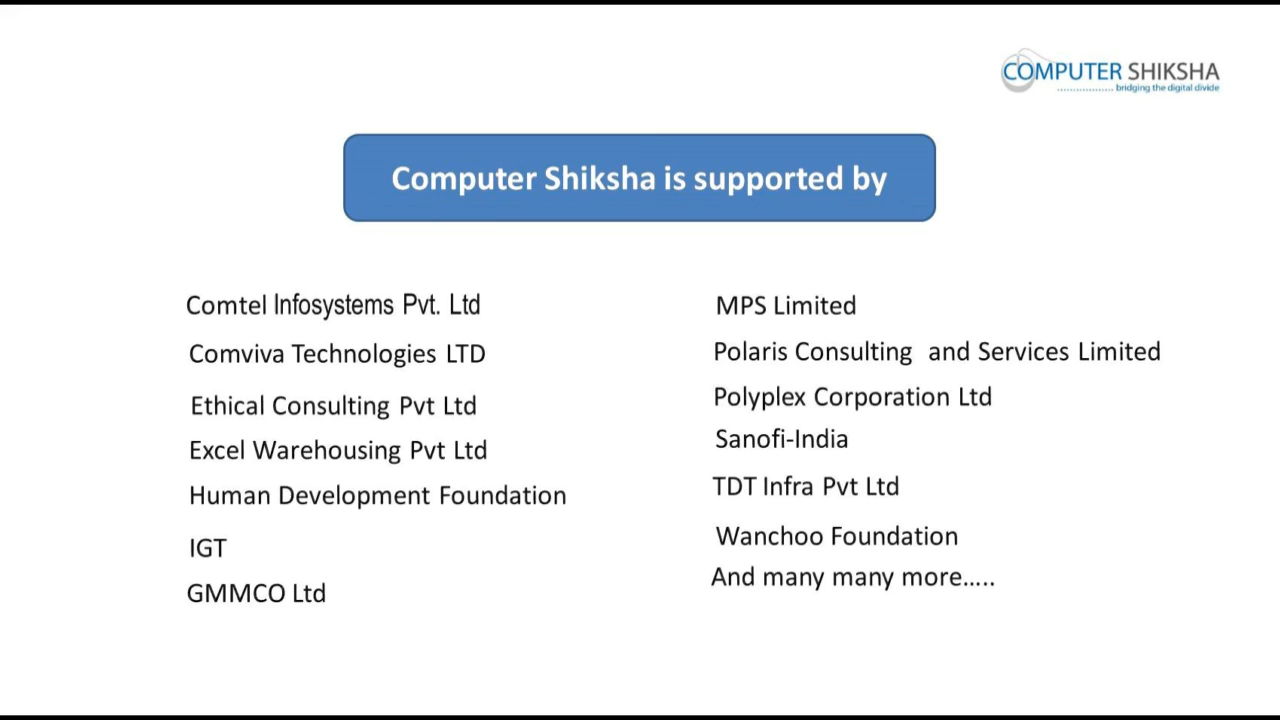 COMPUTER SHIKSHA
.................. bridging the digital divide
Computer Shiksha is supported by
Comtel Infosystems Pvt. Ltd
Comviva Technologies LTD
Ethical Consulting Pvt Ltd
Excel Warehousing Pvt Ltd
Human Development Foundation
IGT
GMMCO Ltd
MPS Limited
Polaris Consulting  and Services Limited
Polyplex Corporation Ltd
Sanofi-India
TDT Infra Pvt Ltd
Wanchoo Foundation
And many many more.....